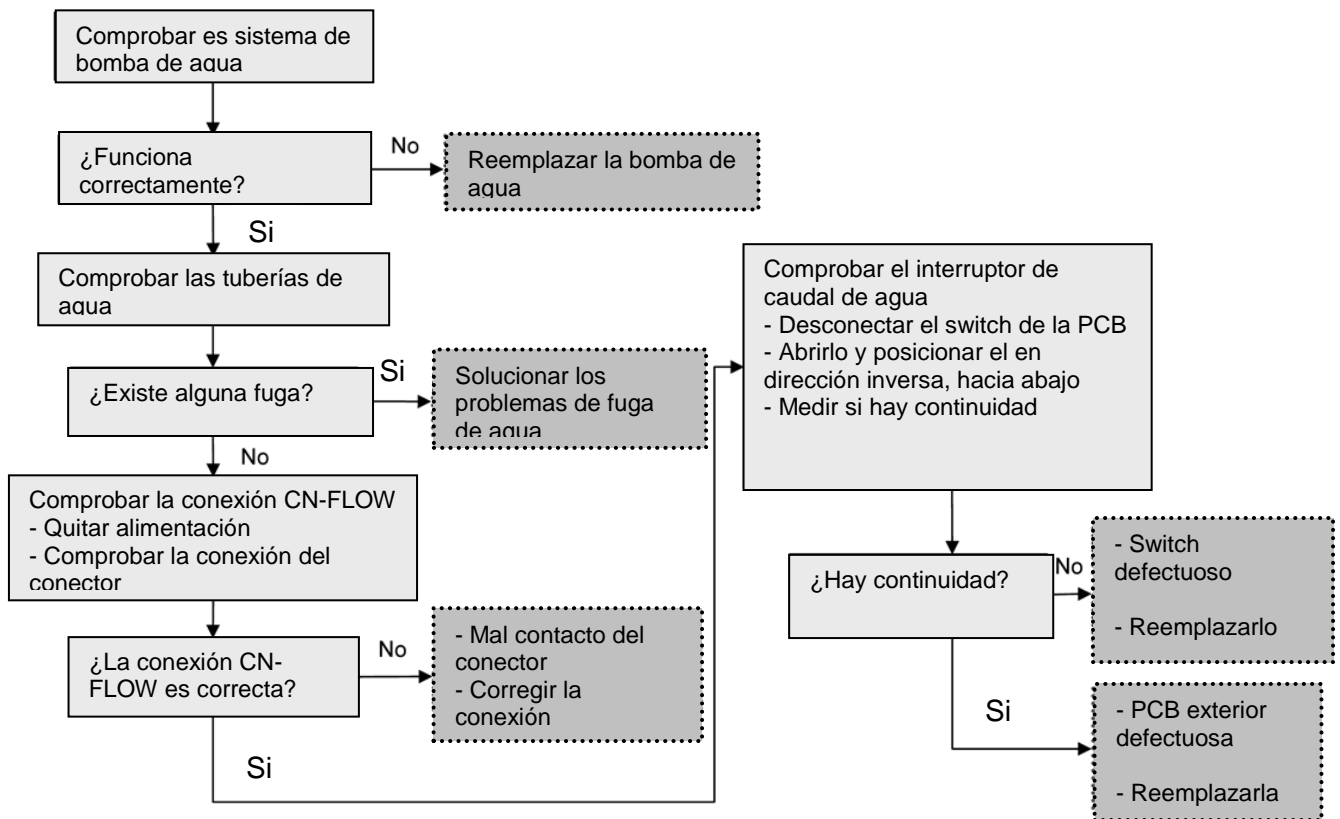 Comprobar es sistema de
bomba de agua
¿Funciona
correctamente?
No
Reemplazar la bomba de
agua
Si
Comprobar las tuberías de
agua
¿Existe alguna fuga?
Si
Solucionar los
problemas de fuga
de agua
No
Comprobar la conexión CN-FLOW
- Quitar alimentación
- Comprobar la conexión del
conector
¿La conexión CN-
FLOW es correcta?
No
- Mal contacto del
conector
- Corregir la
conexión
Si
Comprobar el interruptor de
caudal de agua
- Desconectar el switch de la PCB
- Abrirlo y posicionar el en
dirección inversa, hacia abajo
- Medir si hay continuidad
¿Hay continuidad?
No
- Switch
defectuoso
- Reemplazarlo
Si
- PCB exterior
defectuosa
- Reemplazarla